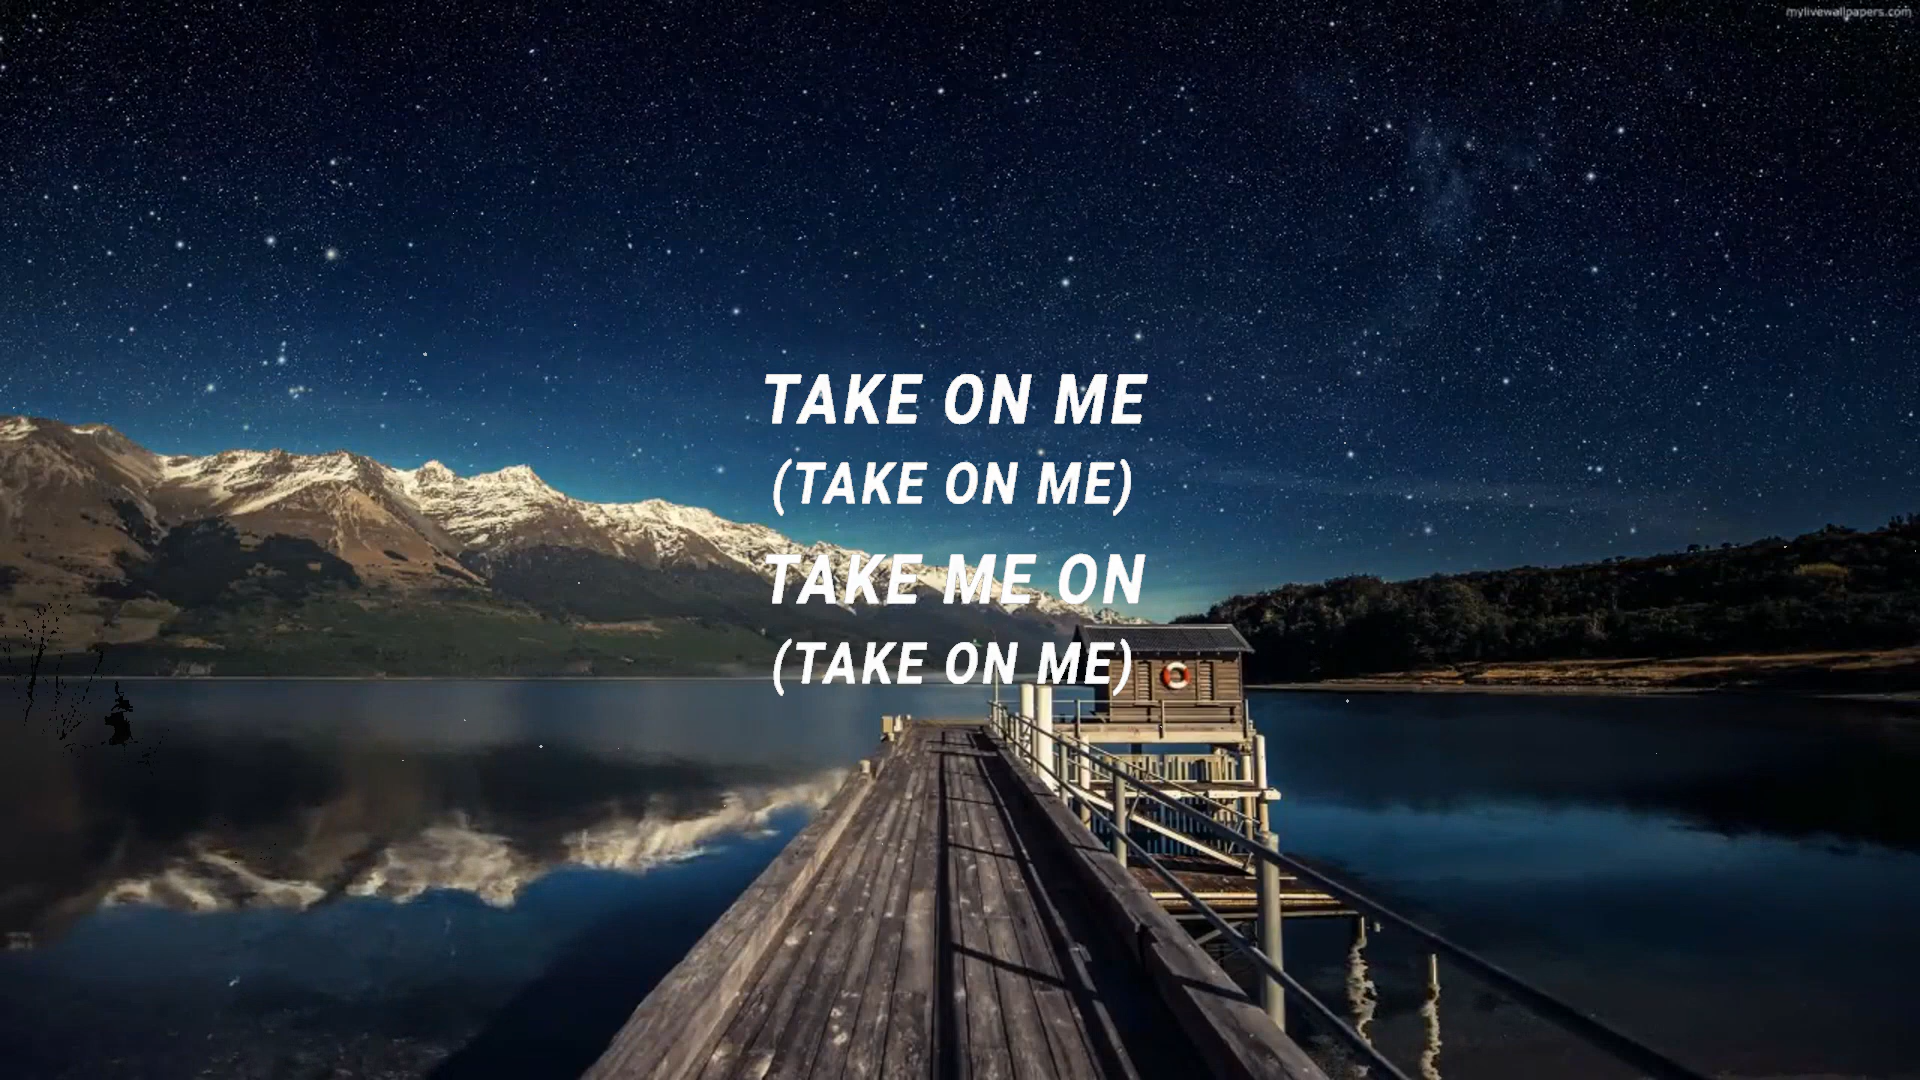 mylivewallpapers.com
TAKE ON ME
(TAKE ON ME)
TAKE ME ON
(TAKE ON ME)